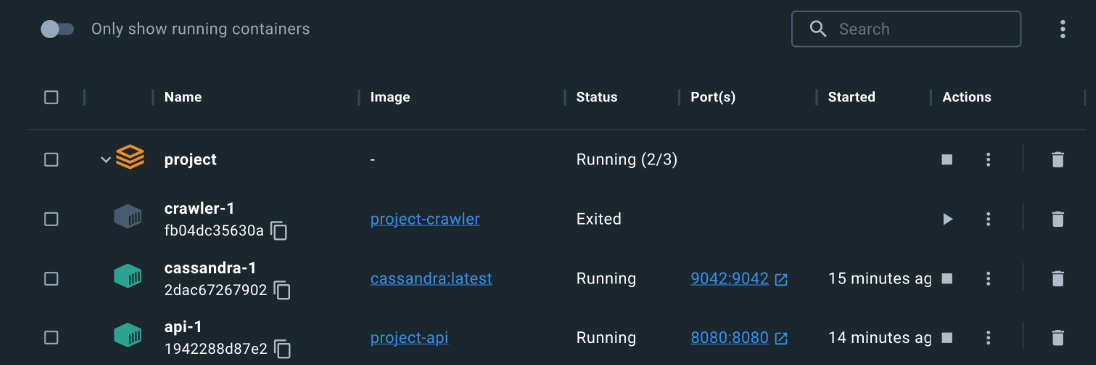 Only show running containers
Search
Name Image Status Port(s) Started Actions
project - Running (2/3)
crawler-1
fb04dc35630a project-crawler Exited
cassandra-1
2dac67267902 cassandra:latest Running 9042:9042 15 minutes ag
api-1
1942288d87e2 project-api Running 8080:8080 14 minutes ag